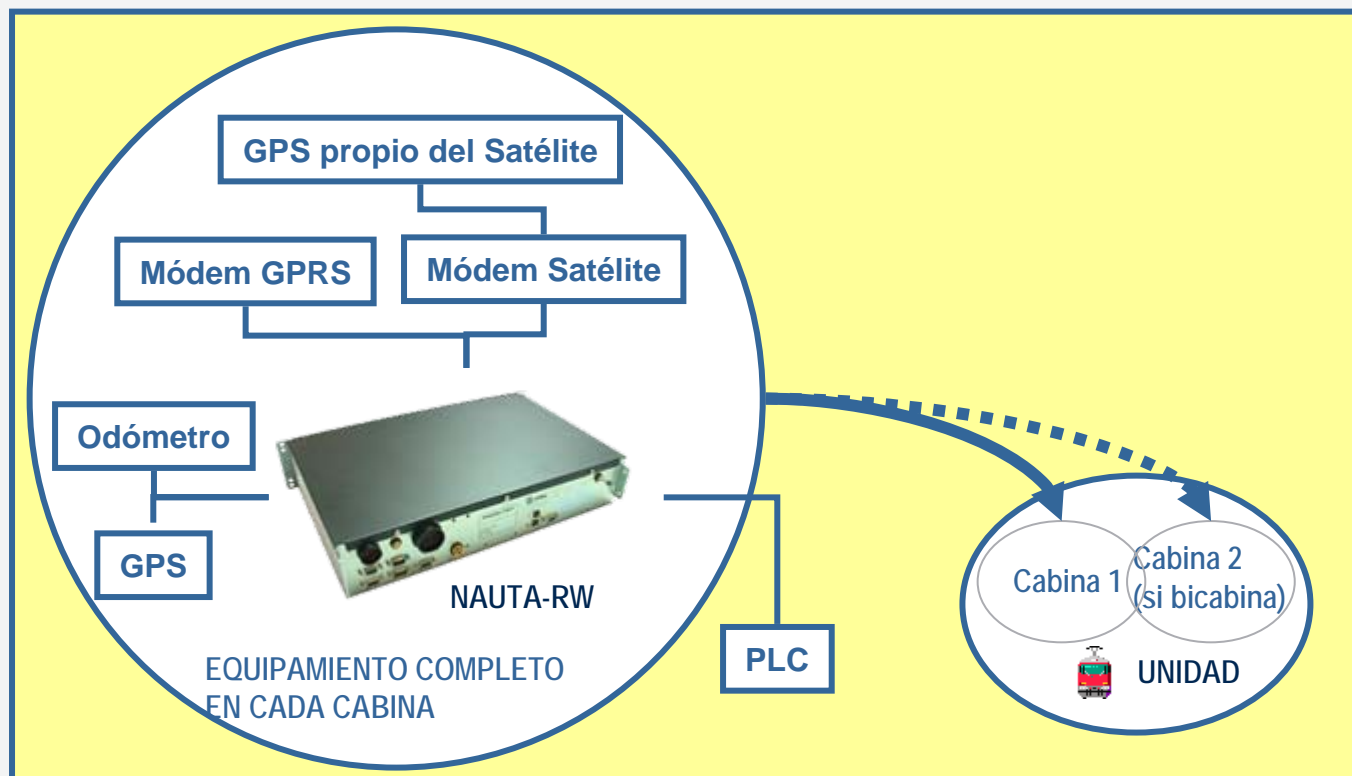 GPS propio del Satélite
Módem GPRS
Módem Satélite
Odómetro
GPS
NAUTA-RW
PLC
EQUIPAMIENTO COMPLETO
EN CADA CABINA
Cabina 1
Cabina 2
(si bicabina)
UNIDAD